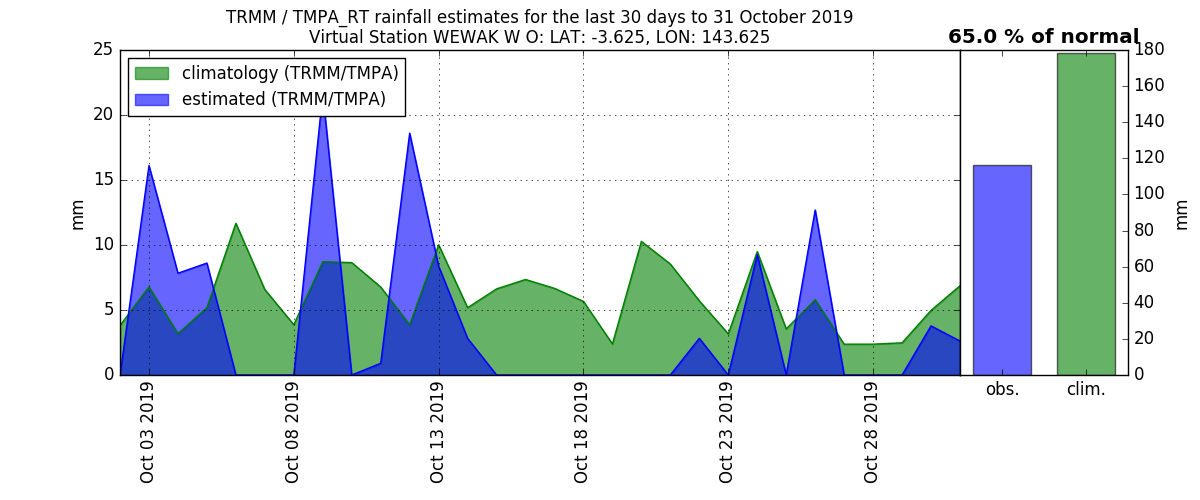 TRMM / TMPA_RT rainfall estimates for the last 30 days to 31 October 2019
Virtual Station WEWAK W O: LAT: -3.625, LON: 143.625
65.0 % of normal
climatology (TRMM/TMPA)
estimated (TRMM/TMPA)
25
20
15
10
5
0
mm
180
160
140
120
100
80
60
40
20
0
mm
obs.
clim.
Oct 03 2019
Oct 08 2019
Oct 13 2019
Oct 18 2019
Oct 23 2019
Oct 28 2019